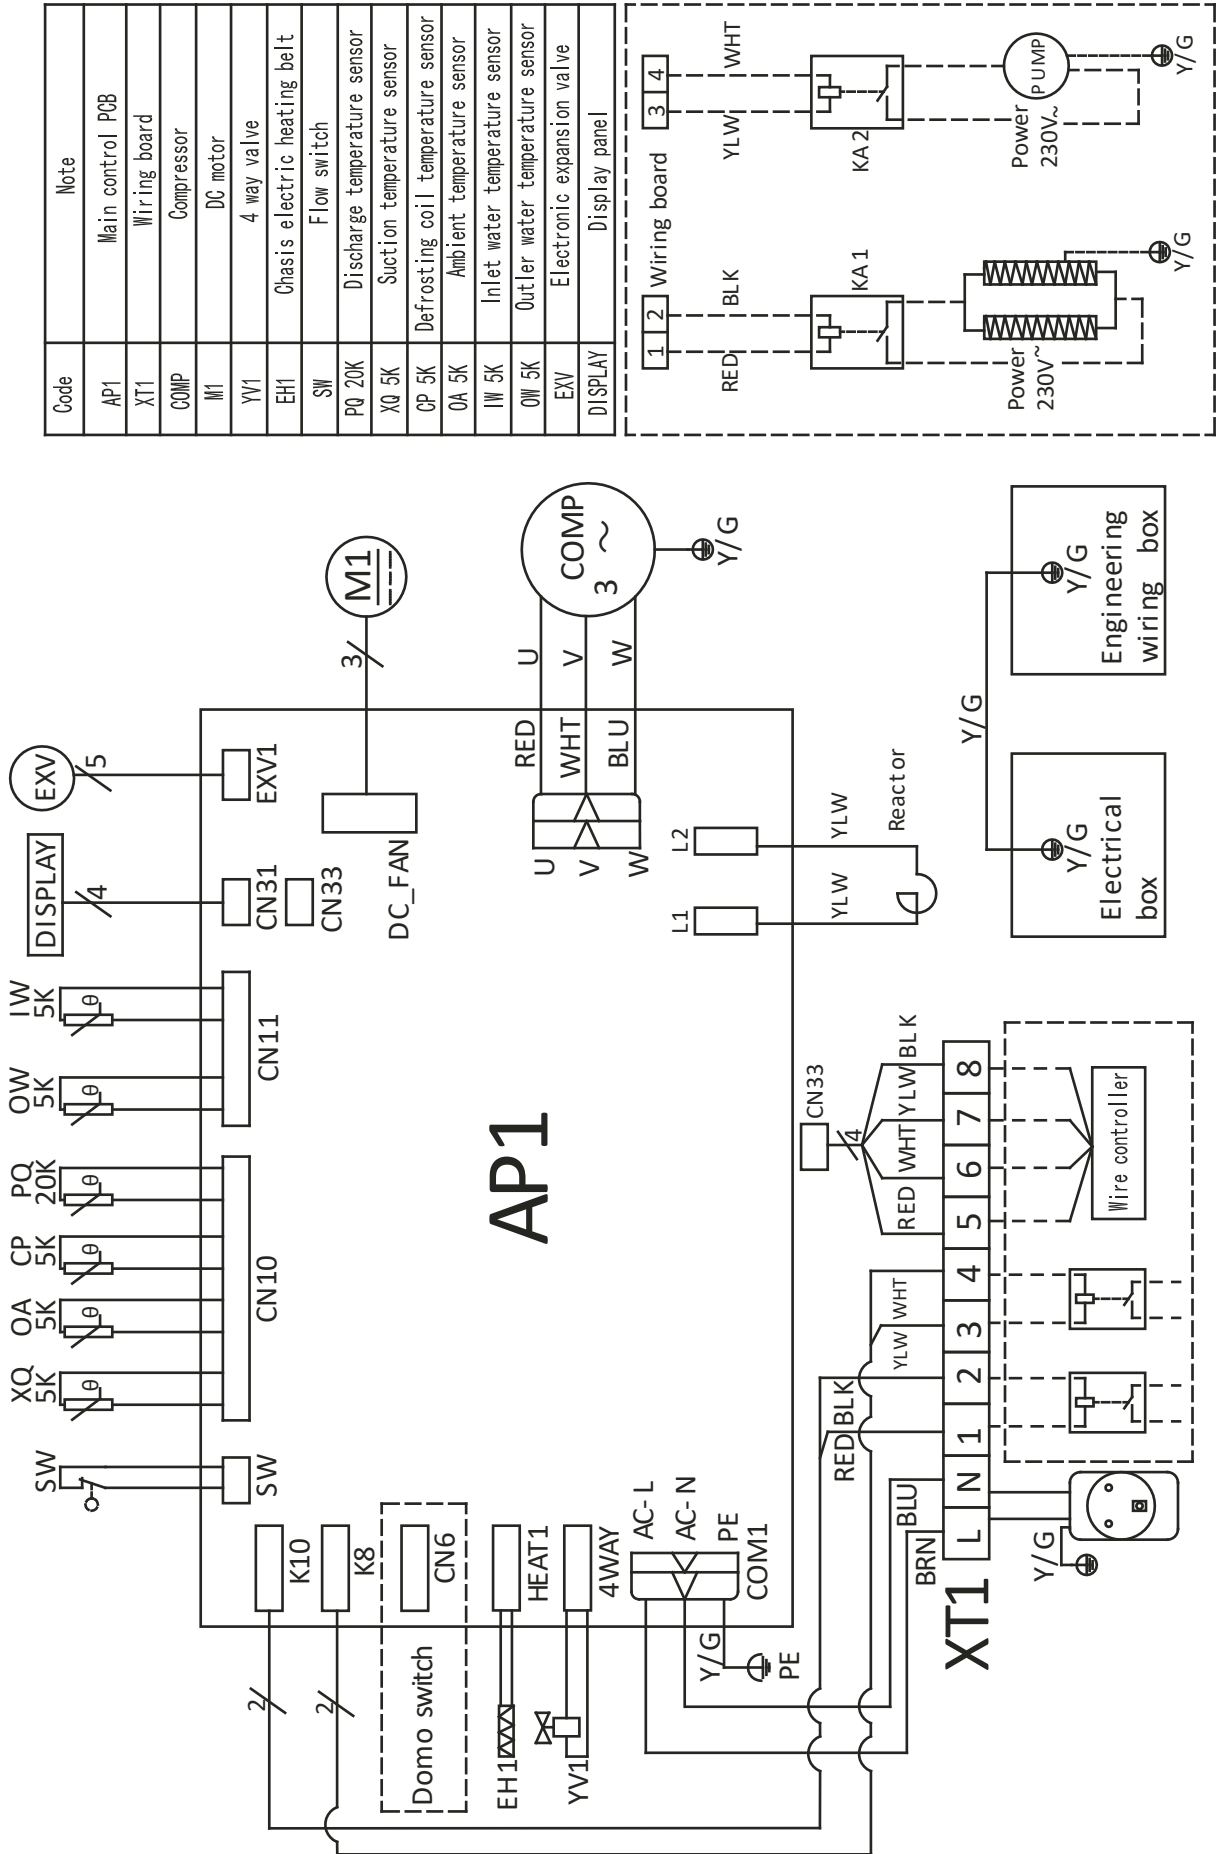 Code Note
AP1 Main control PCB
XT1 Wiring board
COMP Compressor
M1 DC motor
YV1 4 way valve
EH1 Chasis electric heating belt
SW Flow switch
PQ 20K Discharge temperature sensor
XQ 5K Suction temperature sensor
CP 5K Defrosting coil temperature sensor
OA 5K Ambient temperature sensor
IW 5K Inlet water temperature sensor
OW 5K Outler water temperature sensor
EXV Electronic expansion valve
DISPLAY Display panel
1 2 Wiring board 3 4
RED BLK YLW WHT
KA1 KA2
Power
230V~
Y/G
Power
230V~
PUMP
Y/G
SW
XQ
5K
θ
OA
5K
θ
CP
5K
θ
PQ
20K
θ
OW
5K
θ
IW
5K
θ
DISPLAY
4
EXV
5
SW
CN10
CN11
CN31
CN33
EXV1
DC_FAN
3
M1
K10
2
K8
2
CN6
Domo switch
HEAT1
EH1
4WAY
YV1
AC-L
AC-N
PE
COM1
Y/G
PE
AP1
U
V
W
RED
WHT
BLU
U
V
W
COMP
3 ~
Y/G
L1
L2
YLW
YLW
Reactor
CN33
4
RED WHT YLW BLK
BRN BLU RED BLK YLW WHT
XT1
L N 1 2 3 4 5 6 7 8
Y/G
Wire controller
Y/G
Y/G
Electrical
box
Y/G
Engineering
wiring box